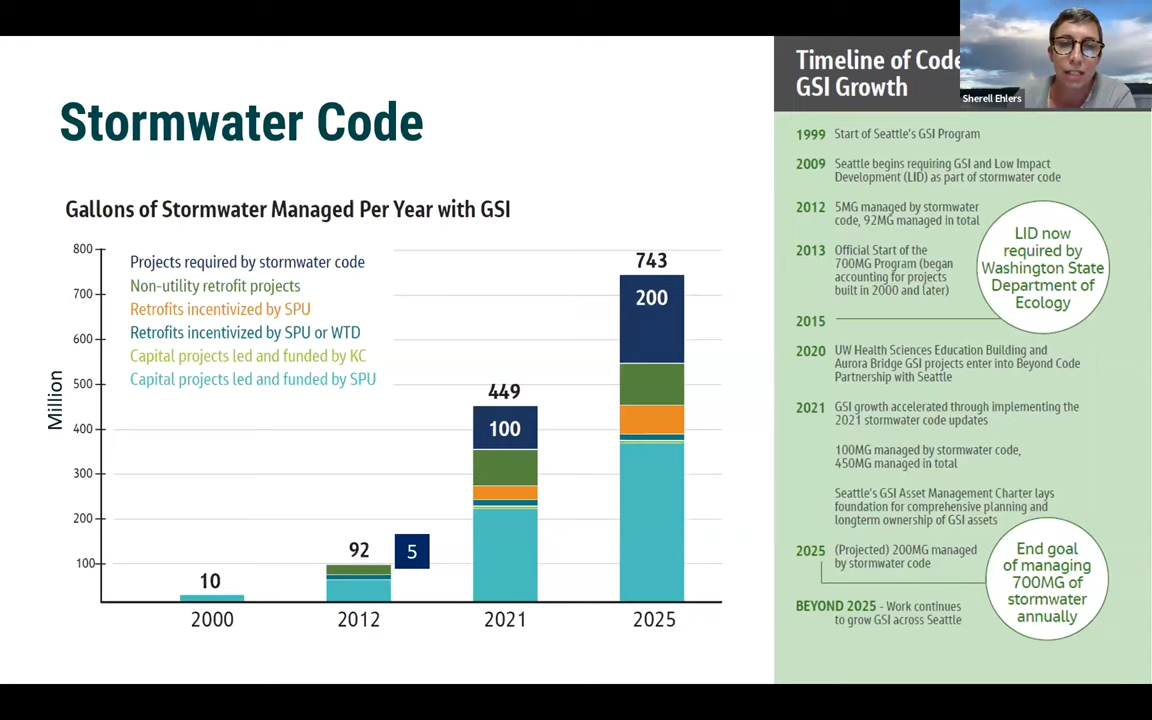 Stormwater Code
Gallons of Stormwater Managed Per Year with GSI
Million
800
700
600
500
400
300
200
100
Projects required by stormwater code
Non-utility retrofit projects
Retrofits incentivized by SPU
Retrofits incentivized by SPU or WTD
Capital projects led and funded by KC
Capital projects led and funded by SPU
10
92
5
449
100
743
200
2000
2012
2021
2025
Timeline of Code
GSI Growth
Sherell Ehlers
1999 Start of Seattle's GSI Program
2009 Seattle begins requiring GSI and Low Impact
Development (LID) as part of stormwater code
2012 5MG managed by stormwater
code, 92MG managed in total
2013 Official Start of the
700MG Program (began
accounting for projects
built in 2000 and later)
LID now
required by
Washington State
Department of
Ecology
2015
2020 UW Health Sciences Education Building and
Aurora Bridge GSI projects enter into Beyond Code
Partnership with Seattle
2021 GSI growth accelerated through implementing the
2021 stormwater code updates
100MG managed by stormwater code,
450MG managed in total
Seattle's GSI Asset Management Charter lays
foundation for comprehensive planning and
longterm ownership of GSI assets
2025 (Projected) 200MG managed
by stormwater code
End goal
of managing
700MG of
stormwater
annually
BEYOND 2025 - Work continues
to grow GSI across Seattle